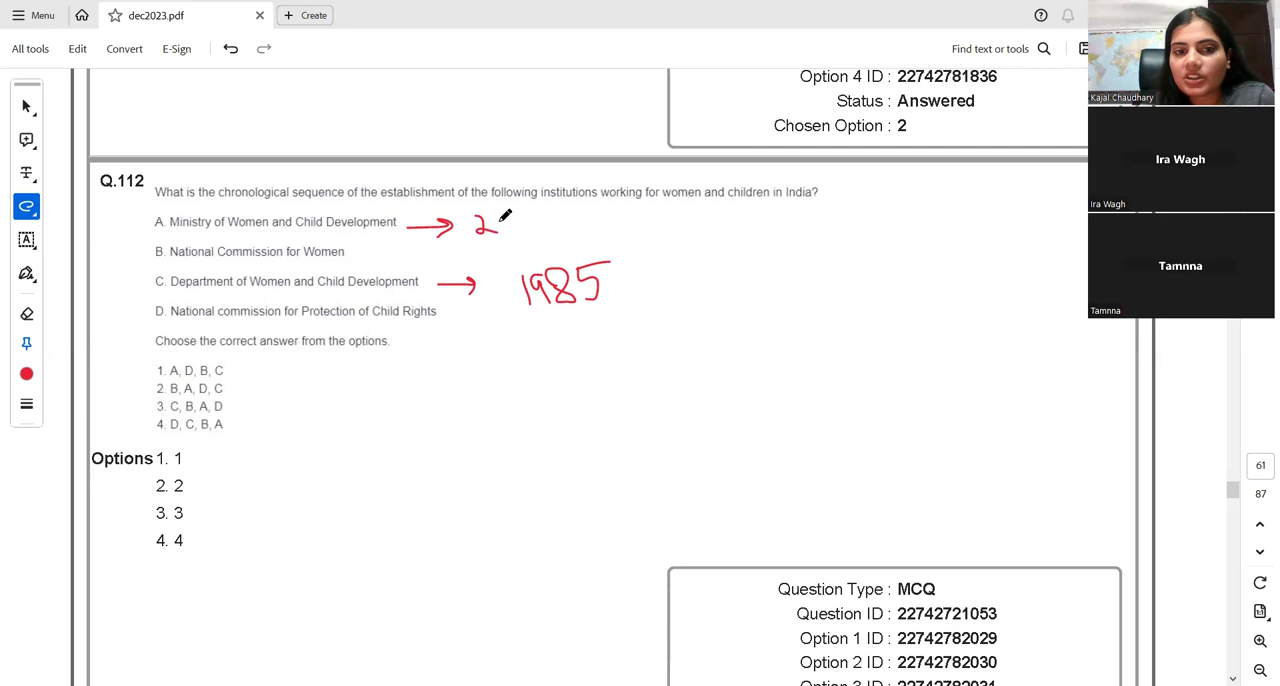 Menu
dec2023.pdf
Create
All tools Edit Convert E-Sign
Find text or tools
Option 4 ID : 22742781836
Status : Answered
Chosen Option : 2
Kajal Chaudhary
Ira Wagh
Ira Wagh
Tamnna
Tamnna
Q.112
What is the chronological sequence of the establishment of the following institutions working for women and children in India?
A. Ministry of Women and Child Development → 2
B. National Commission for Women
C. Department of Women and Child Development → 1985
D. National commission for Protection of Child Rights
Choose the correct answer from the options.
1. A, D, B, C
2. B, A, D, C
3. C, B, A, D
4. D, C, B, A
Options 1. 1
2. 2
3. 3
4. 4
Question Type : MCQ
Question ID : 22742721053
Option 1 ID : 22742782029
Option 2 ID : 22742782030
Option 3 ID : 22742782031
61
87